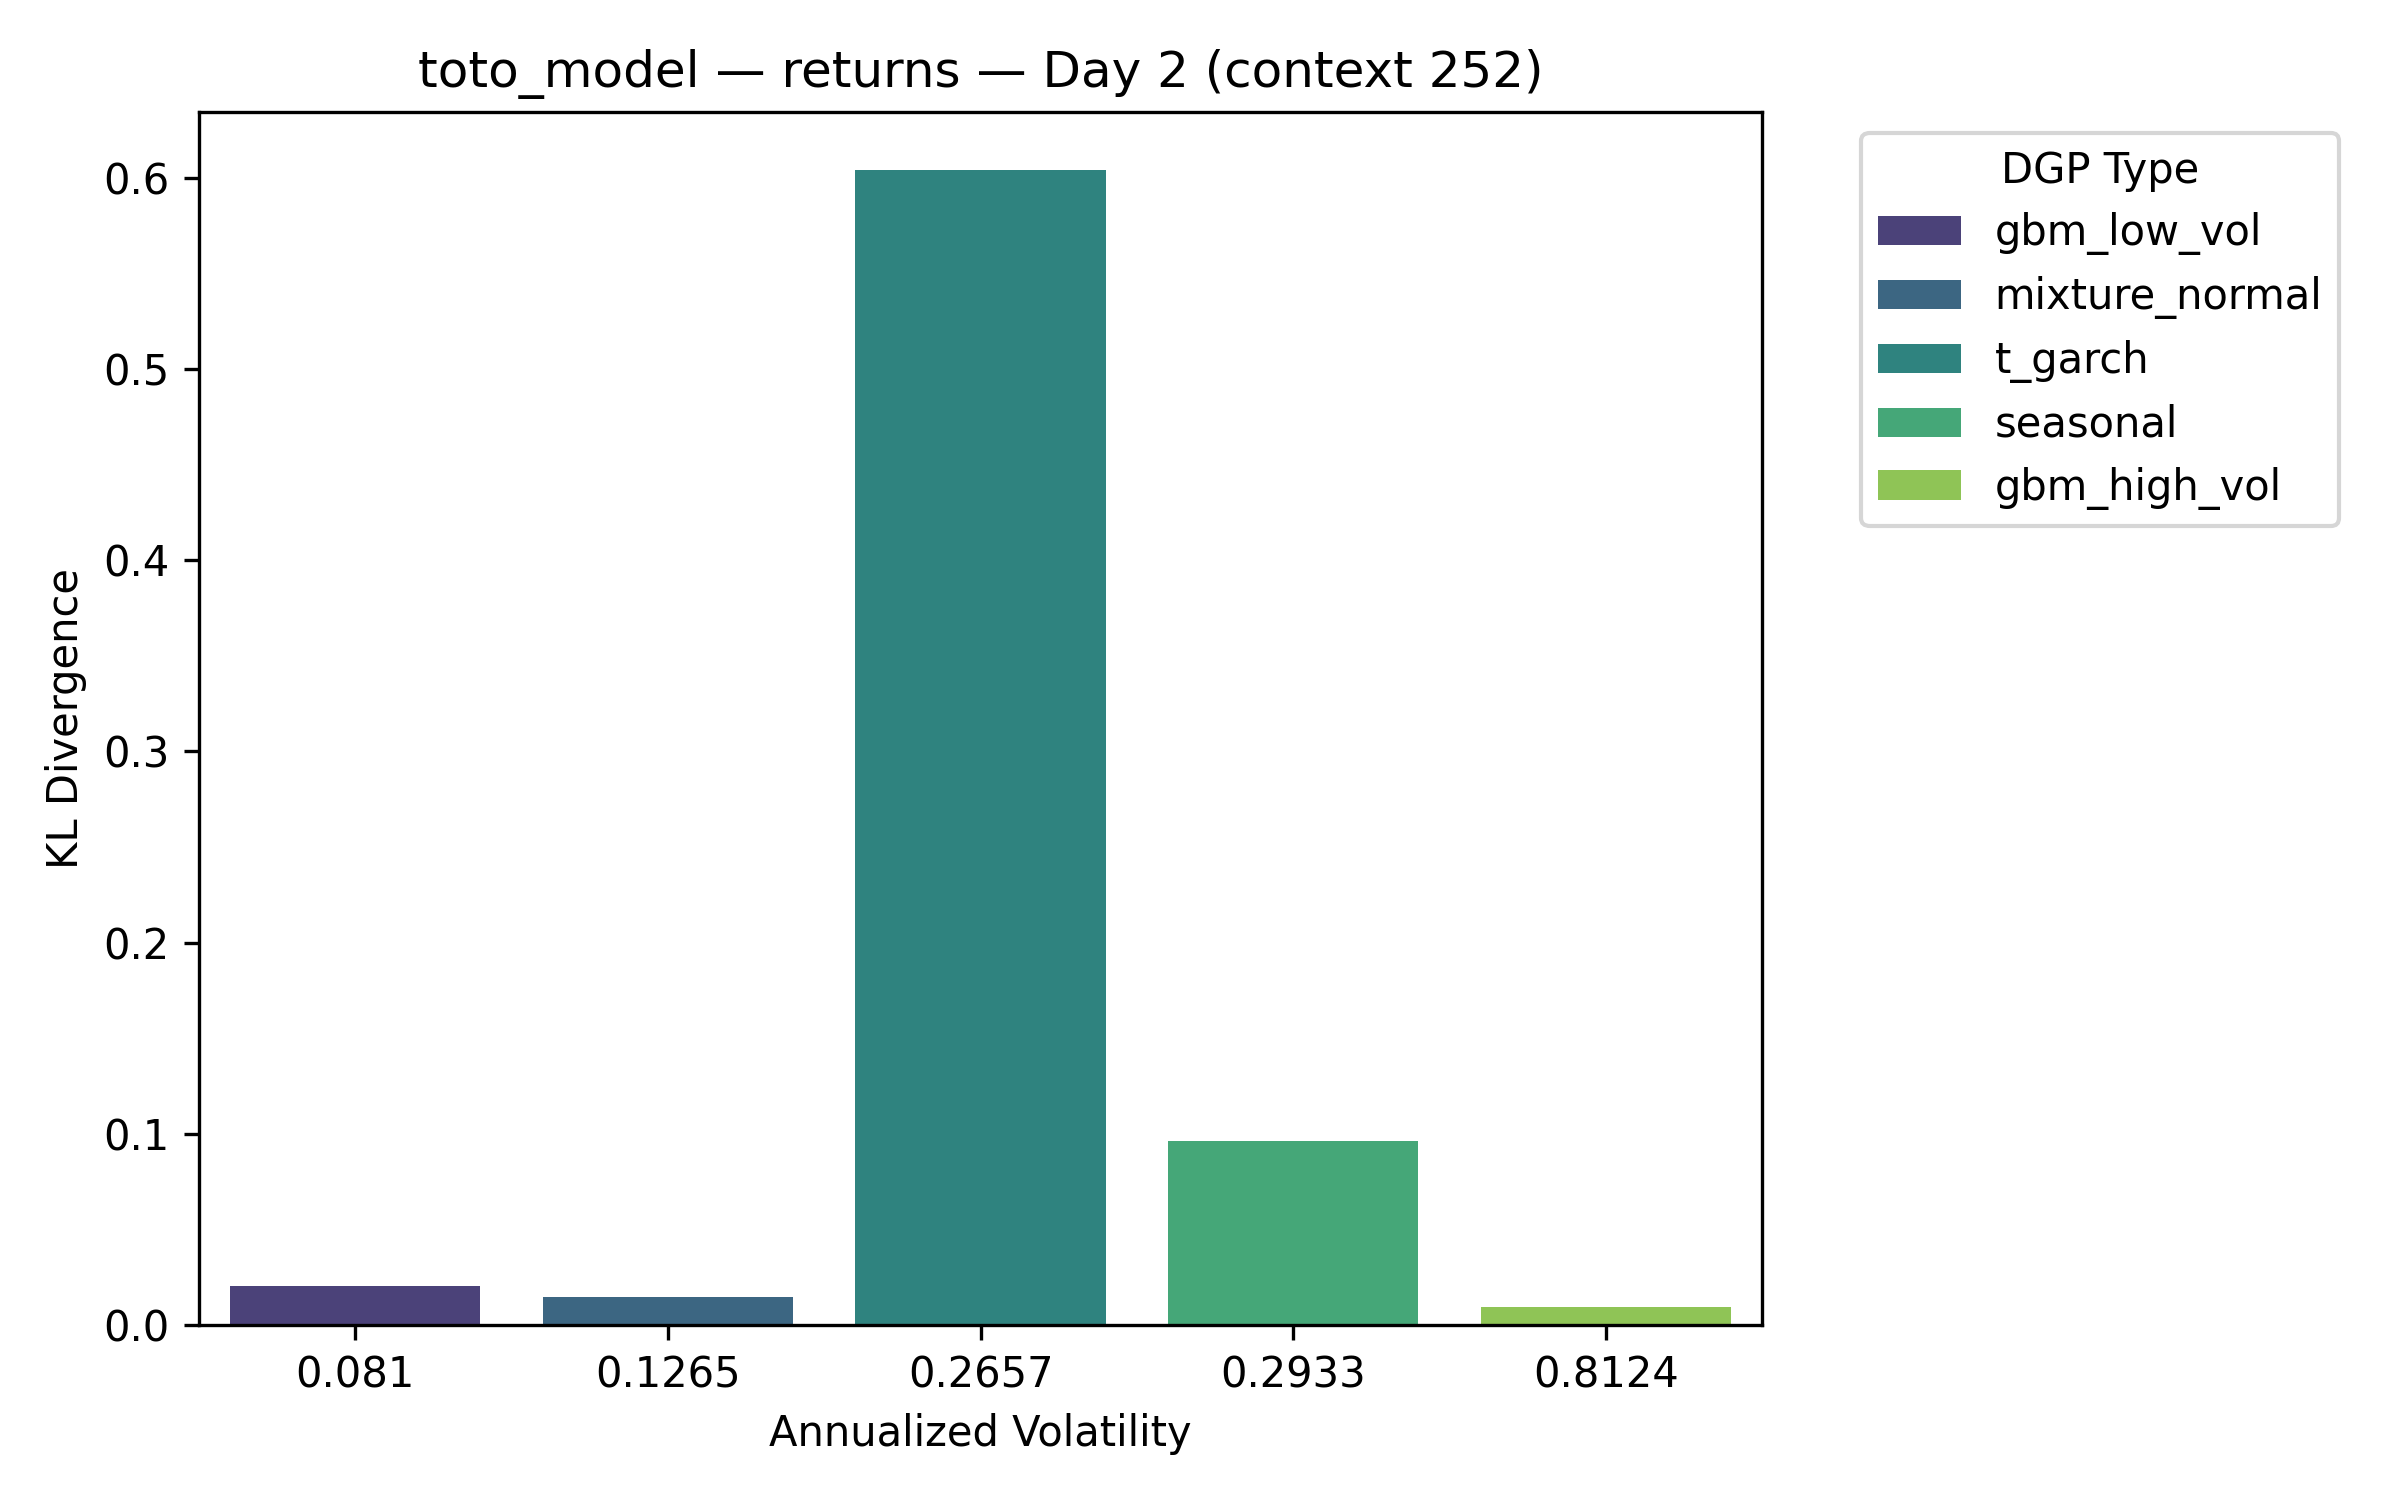 toto_model — returns — Day 2 (context 252)
KL Divergence
0.6
0.5
0.4
0.3
0.2
0.1
0.0
0.081
0.1265
0.2657
0.2933
0.8124
Annualized Volatility
DGP Type
gbm_low_vol
mixture_normal
t_garch
seasonal
gbm_high_vol